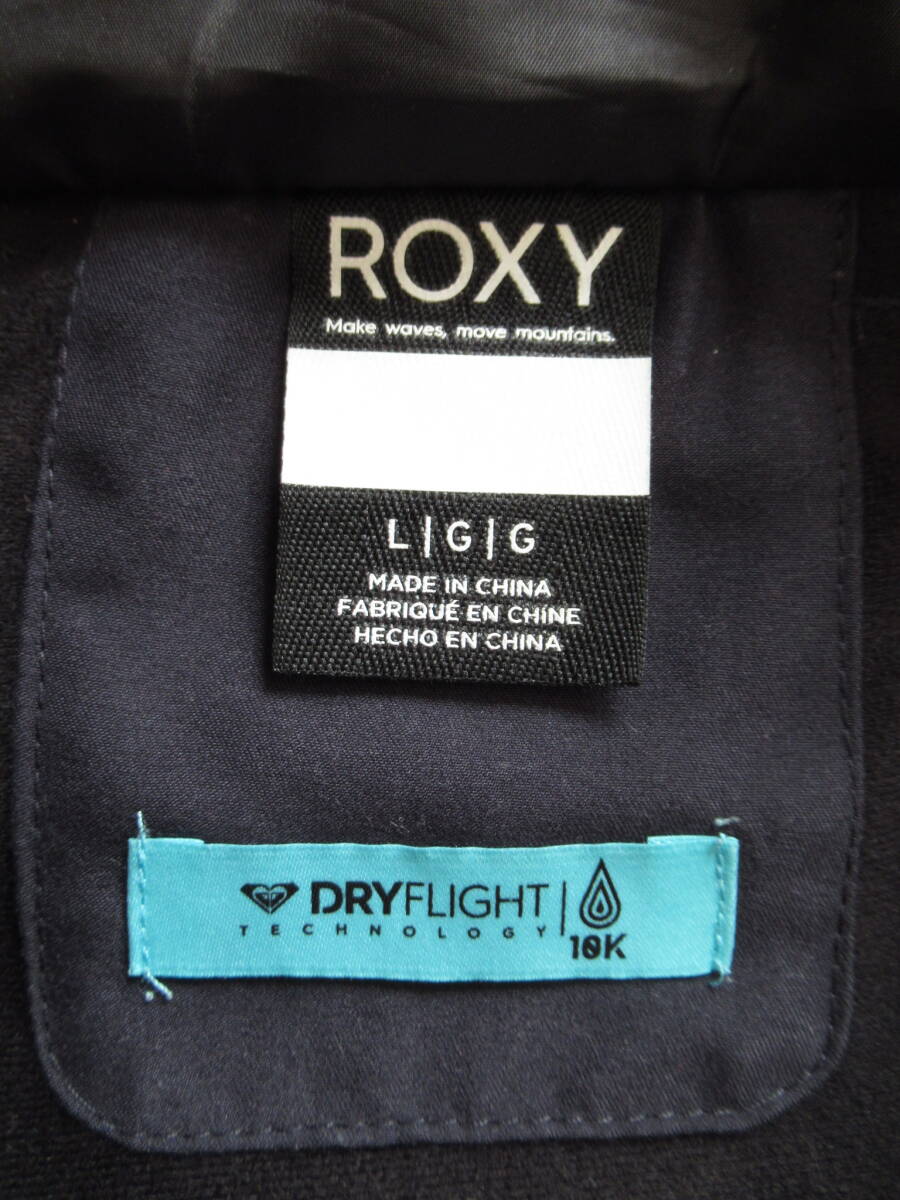 ROXY
Make waves, move mountains.
L|G|G
MADE IN CHINA
FABRIQUÉ EN CHINE
HECHO EN CHINA
DRYFLIGHT
TECHNOLOGY
10K